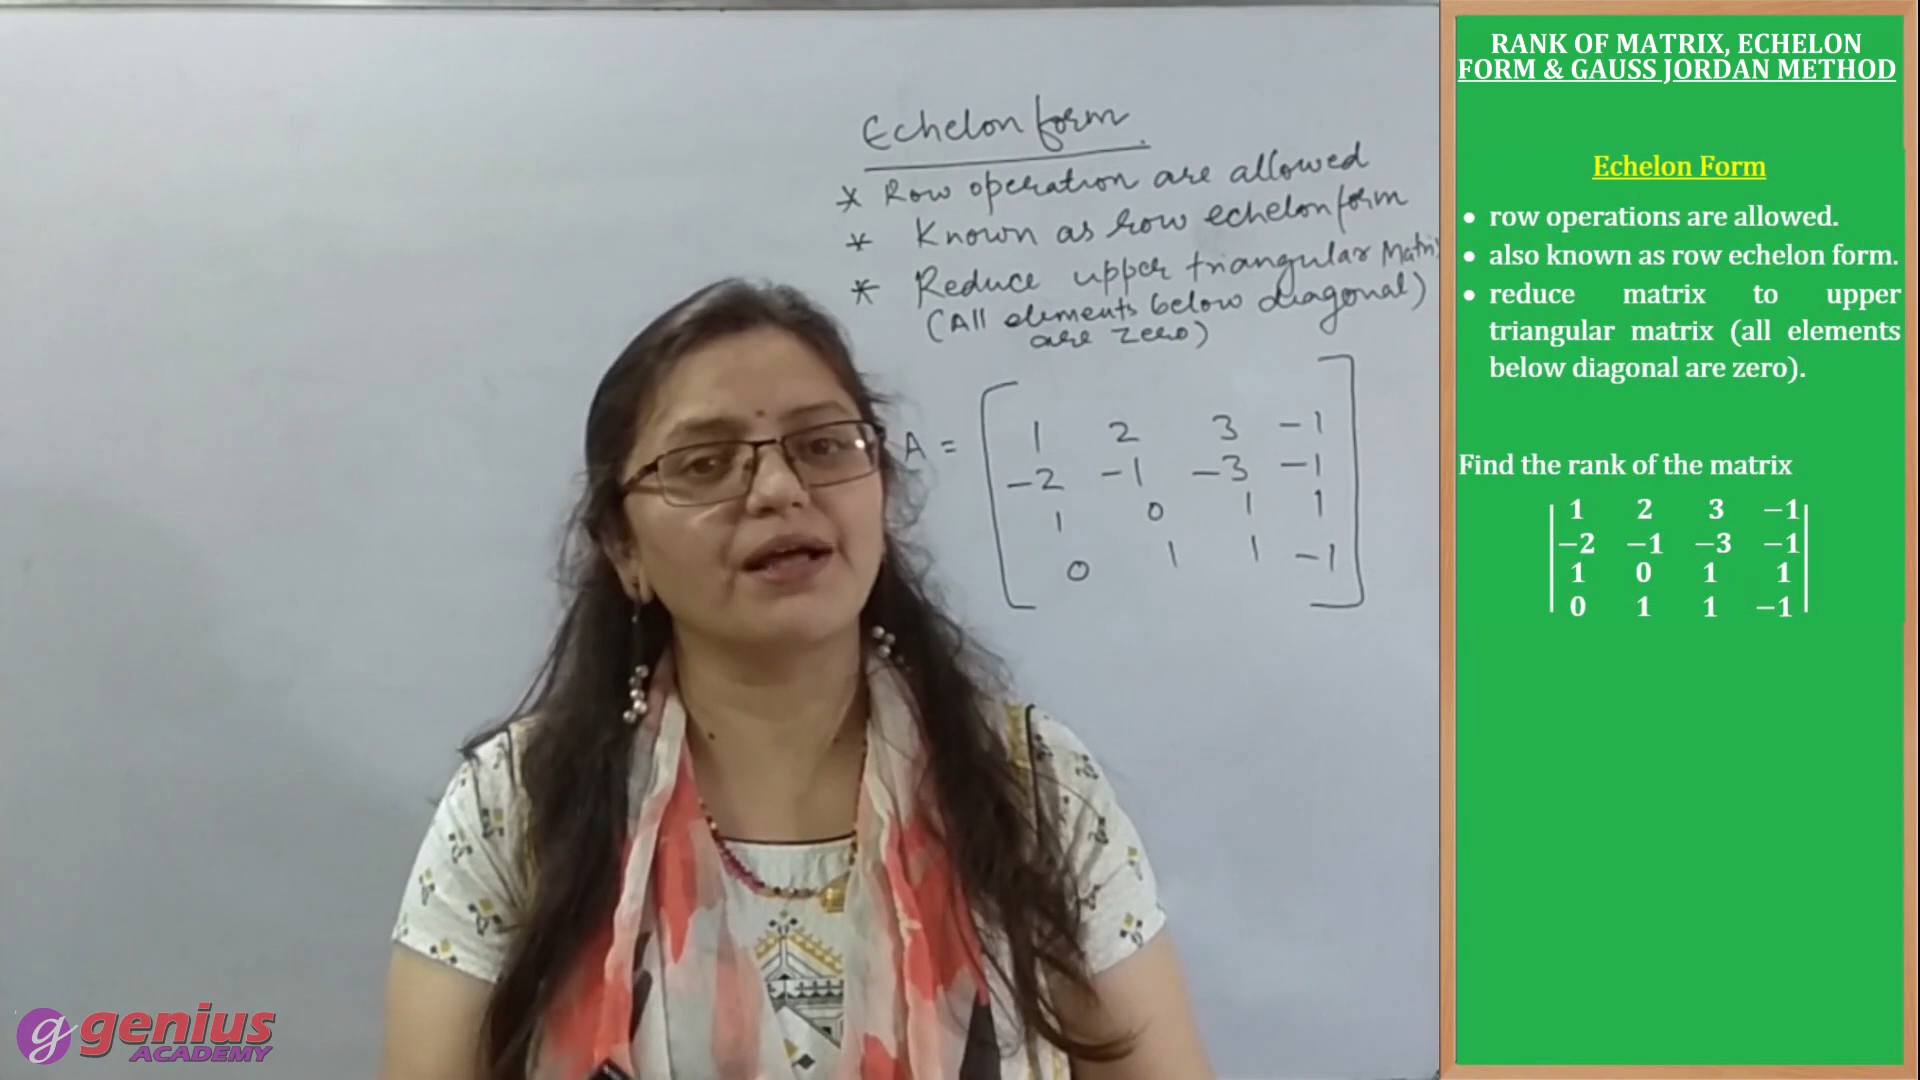 Echelon form
* Row operation are allowed
* Known as row echelon form
* Reduce upper triangular Matri
(All elements below diagonal)
are zero)
A =
1 2 3 -1
-2 -1 -3 -1
1 0 1 1
0 1 1 -1
RANK OF MATRIX, ECHELON
FORM & GAUSS JORDAN METHOD
Echelon Form
• row operations are allowed.
• also known as row echelon form.
• reduce matrix to upper
triangular matrix (all elements
below diagonal are zero).
Find the rank of the matrix
1 2 3 −1
−2 −1 −3 −1
1 0 1 1
0 1 1 −1
g genius
ACADEMY